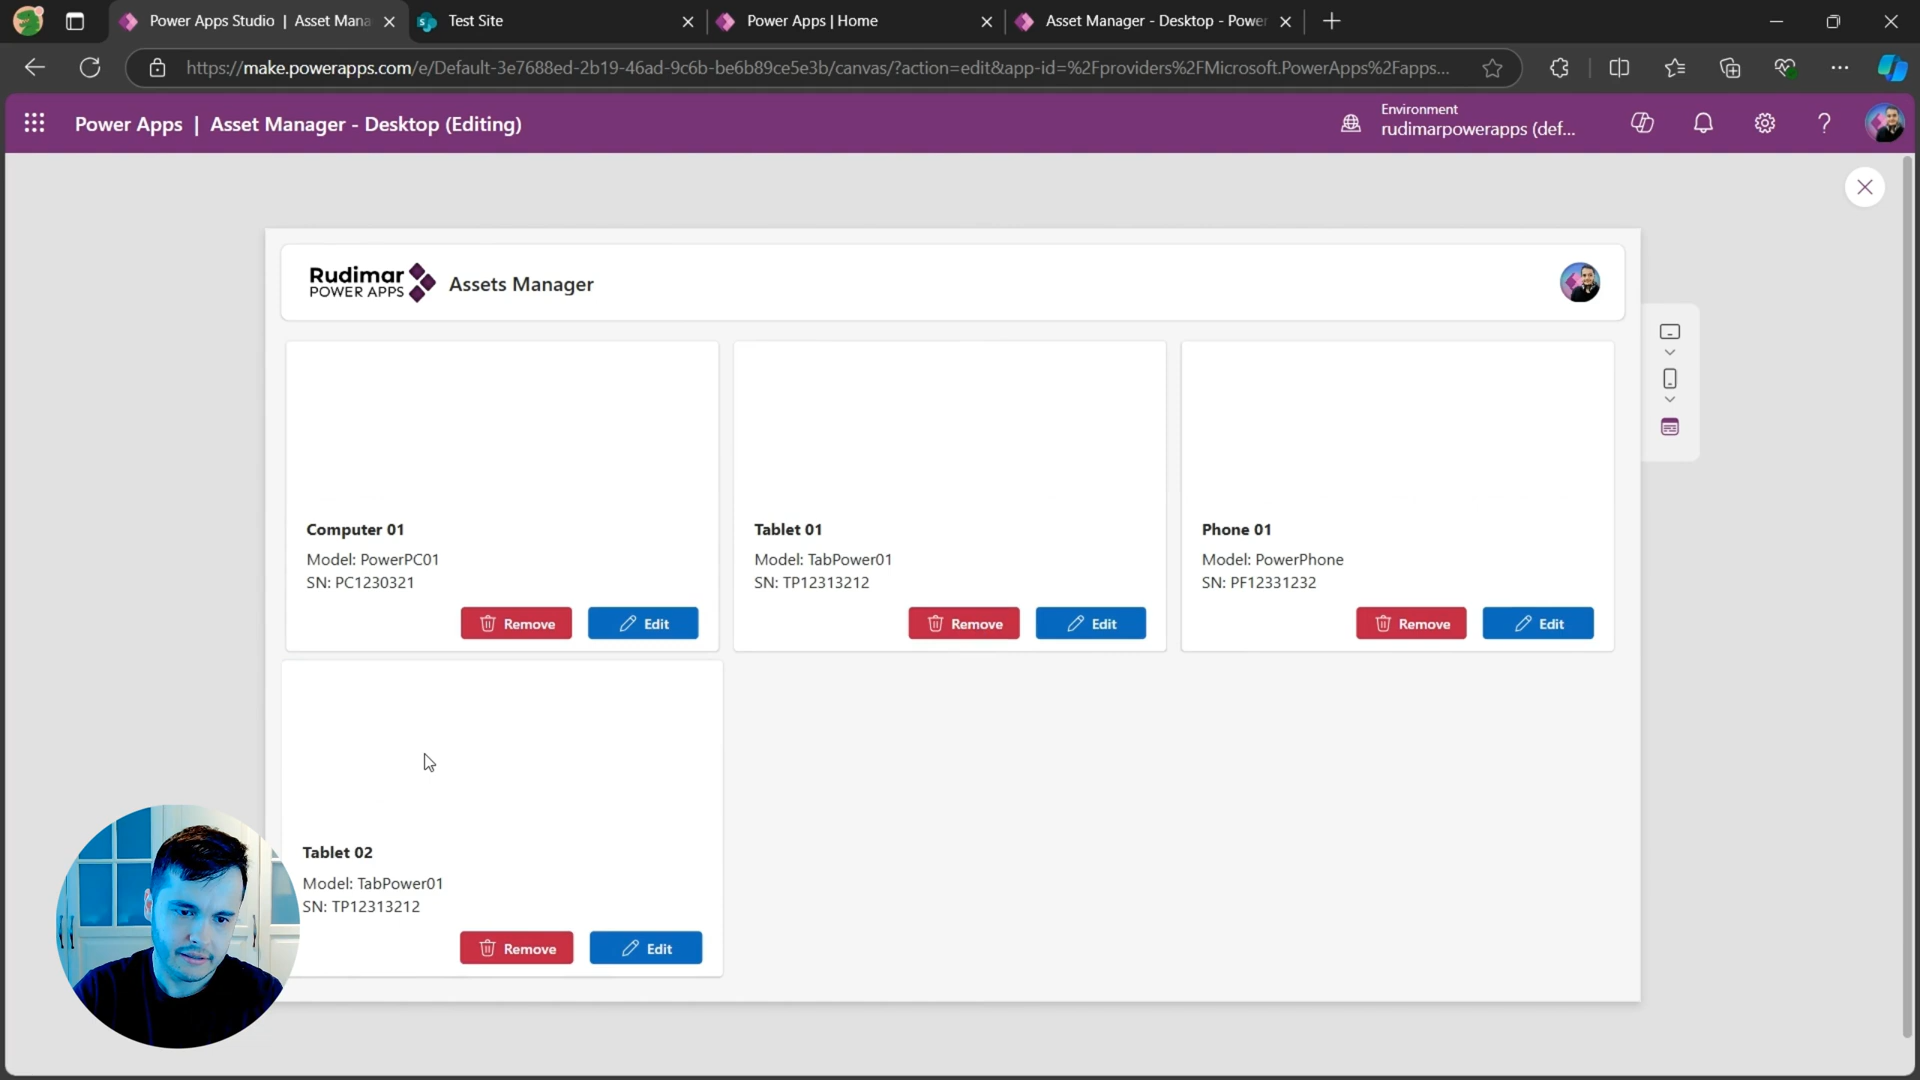 Power Apps Studio | Asset Mana
Test Site
Power Apps | Home
Asset Manager - Desktop - Power
https://make.powerapps.com/e/Default-3e7688ed-2b19-46ad-9c6b-be6b89ce5e3b/canvas/?action=edit&app-id=%2Fproviders%2FMicrosoft.PowerApps%2Fapps...
Power Apps | Asset Manager - Desktop (Editing)
Environment
rudimarpowerapps (def...
Rudimar
POWER APPS
Assets Manager
Computer 01
Model: PowerPC01
SN: PC1230321
Remove
Edit
Tablet 01
Model: TabPower01
SN: TP12313212
Remove
Edit
Phone 01
Model: PowerPhone
SN: PF12331232
Remove
Edit
Tablet 02
Model: TabPower01
SN: TP12313212
Remove
Edit